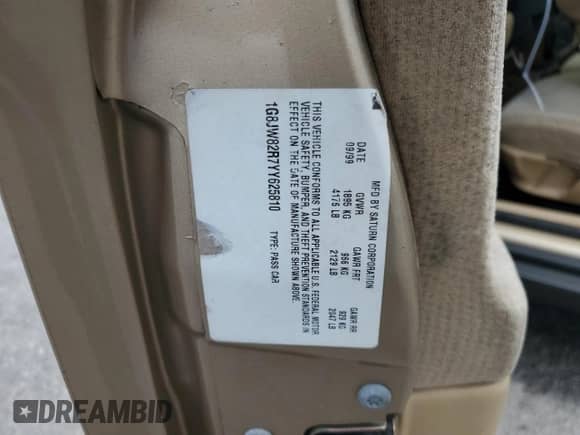 MFD BY SATURN CORPORATION
DATE GVWR GAWR FRT GAWR RR
09/99 1895 KG 966 KG 929 KG
4175 LB 2129 LB 2047 LB
THIS VEHICLE CONFORMS TO ALL APPLICABLE U.S. FEDERAL MOTOR
VEHICLE SAFETY, BUMPER, AND THEFT PREVENTION STANDARDS IN
EFFECT ON THE DATE OF MANUFACTURE SHOWN ABOVE.
1G8JW82R7YY625810 TYPE: PASS CAR
DREAMBID